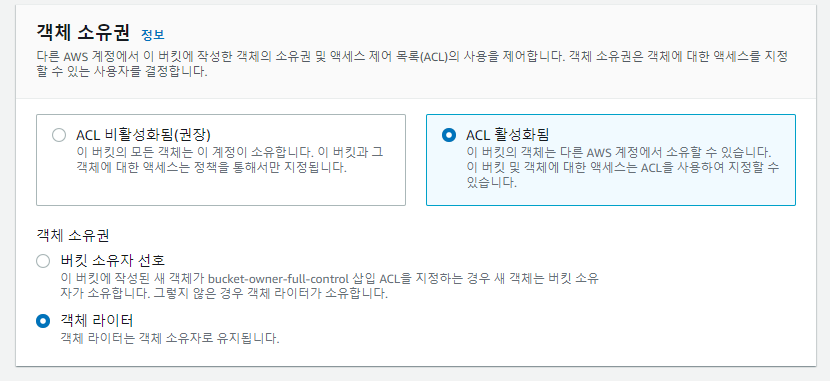 객체 소유권 정보
다른 AWS 계정에서 이 버킷에 작성한 객체의 소유권 및 액세스 제어 목록(ACL)의 사용을 제어합니다. 객체 소유권은 객체에 대한 액세스를 지정
할 수 있는 사용자를 결정합니다.
ACL 비활성화됨(권장)
이 버킷의 모든 객체는 이 계정이 소유합니다. 이 버킷과 그
객체에 대한 액세스는 정책을 통해서만 지정됩니다.
ACL 활성화됨
이 버킷의 객체는 다른 AWS 계정에서 소유할 수 있습니다.
이 버킷 및 객체에 대한 액세스는 ACL을 사용하여 지정할 수
있습니다.
객체 소유권
버킷 소유자 선호
이 버킷에 작성된 새 객체가 bucket-owner-full-control 삽입 ACL을 지정하는 경우 새 객체는 버킷 소유
자가 소유합니다. 그렇지 않은 경우 객체 라이터가 소유합니다.
객체 라이터
객체 라이터는 객체 소유자로 유지됩니다.